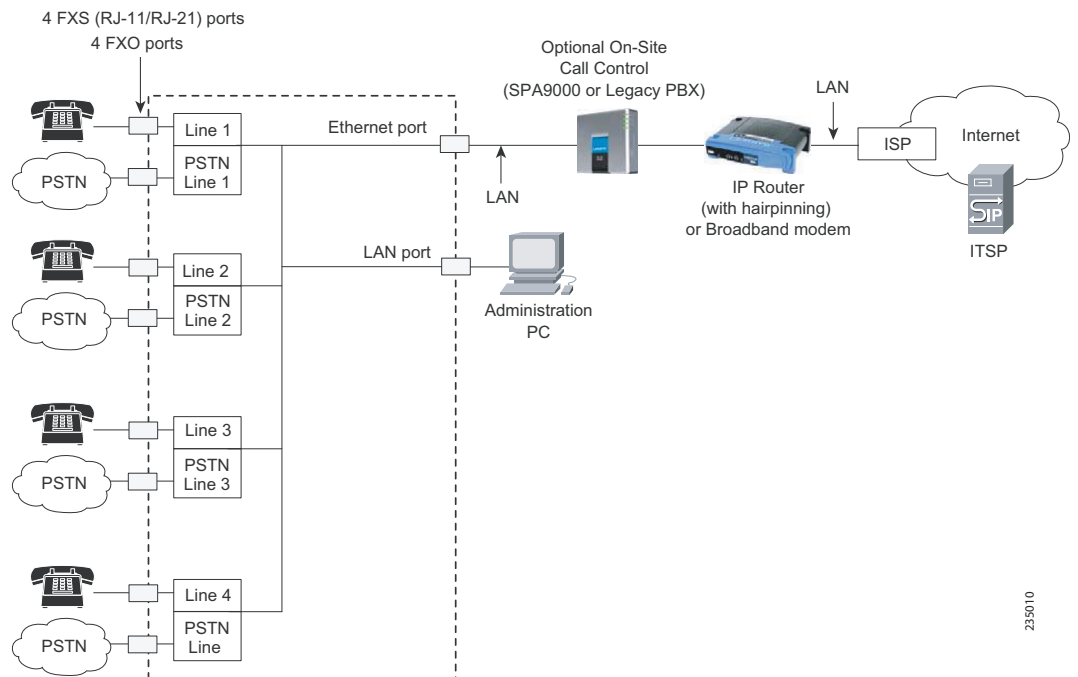 4 FXS (RJ-11/RJ-21) ports
4 FXO ports
Optional On-Site
Call Control
(SPA9000 or Legacy PBX)
LAN
Line 1
Ethernet port
ISP
Internet
PSTN
PSTN
Line 1
LAN
IP Router
(with hairpinning)
or Broadband modem
SIP
ITSP
Line 2
LAN port
PSTN
PSTN
Line 2
Administration
PC
Line 3
PSTN
PSTN
Line 3
Line 4
PSTN
PSTN
Line
235010